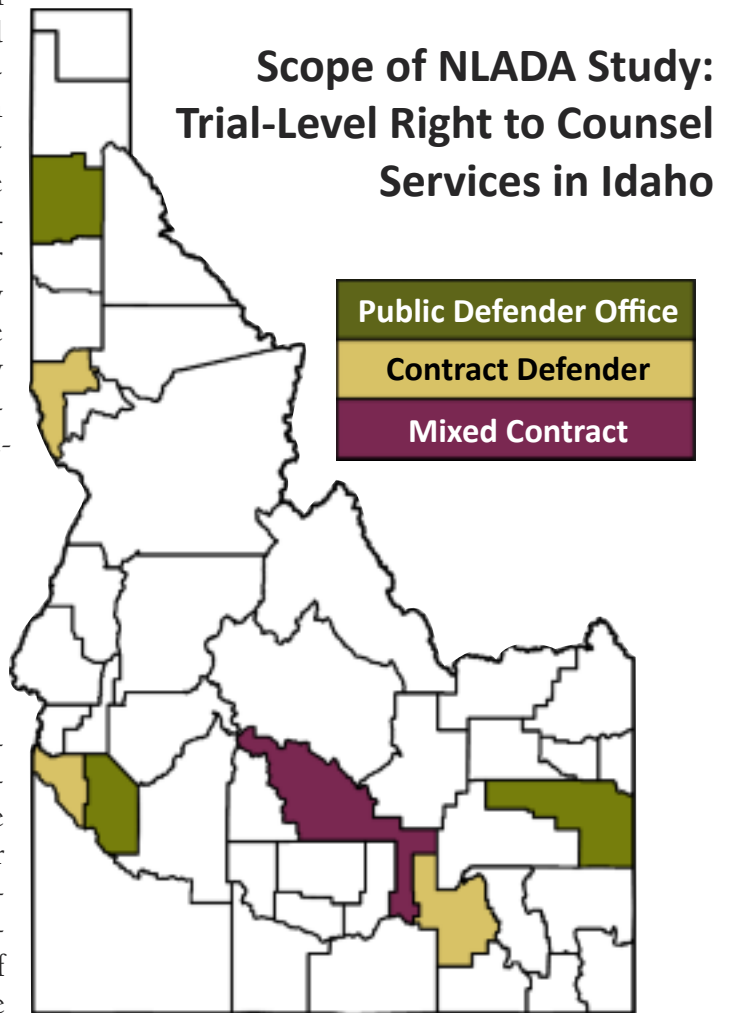 Scope of NLADA Study:
Trial-Level Right to Counsel
Services in Idaho
Public Defender Office
Contract Defender
Mixed Contract